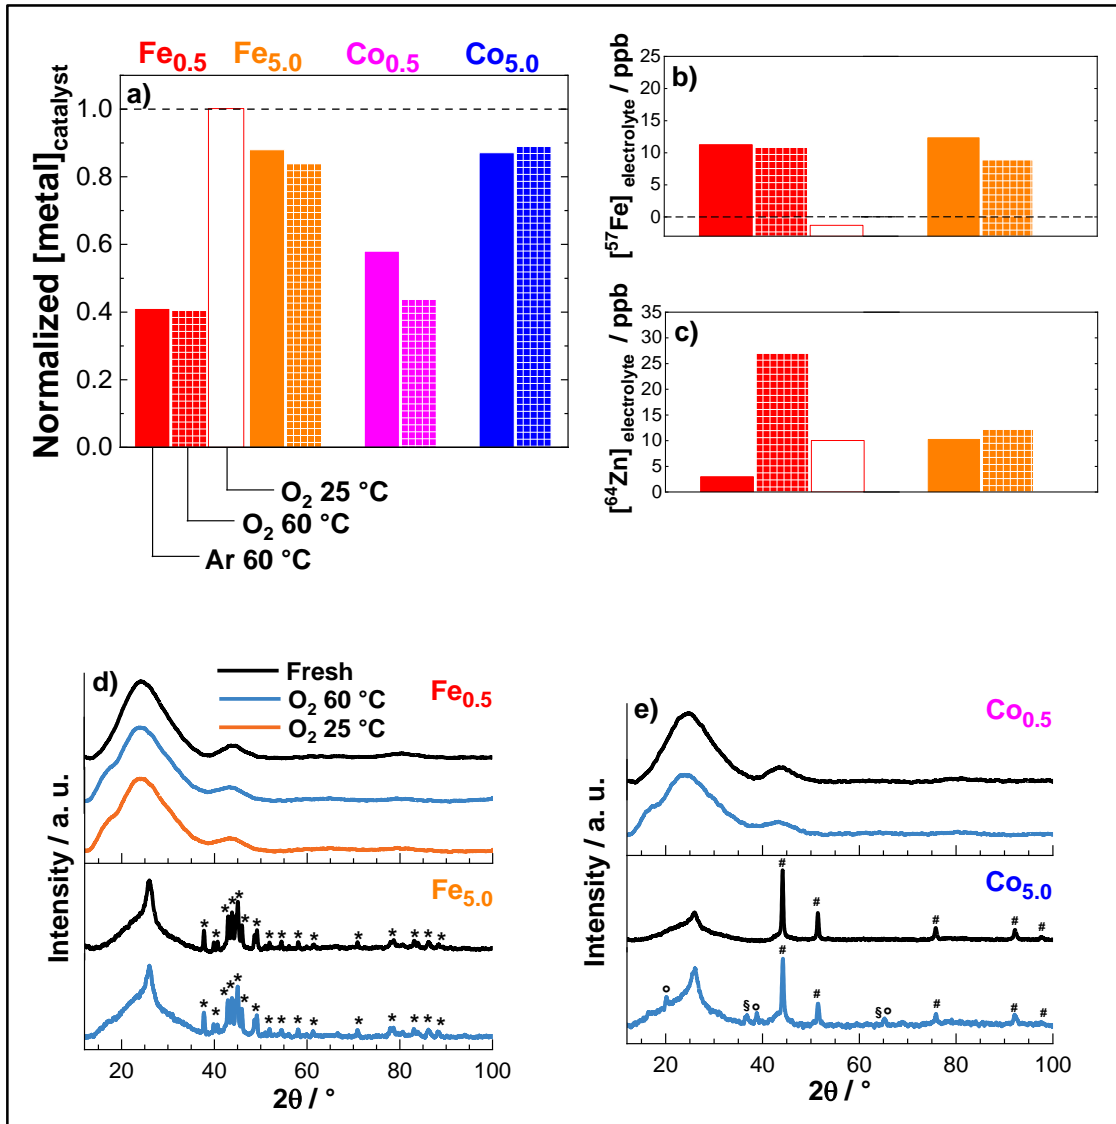 Fe0.5 Fe5.0 Co0.5 Co5.0
a)
Normalized [metal]catalyst
1.0
0.8
0.6
0.4
0.2
0.0
O2 25 °C
O2 60 °C
Ar 60 °C
b)
[57Fe] electrolyte / ppb
25
20
15
10
5
0
c)
[64Zn] electrolyte / ppb
35
30
25
20
15
10
5
0
d)
Fresh
O2 60 °C
O2 25 °C
Fe0.5
Fe5.0
* * * * * * * * * * * * * * * * *
* * * * * * * * * * * * * * * * *
Intensity / a. u.
20 40 60 80 100
2θ / °
e)
Co0.5
Co5.0
# # # # #
° # § ° # § ° # # #
Intensity / a. u.
20 40 60 80 100
2θ / °